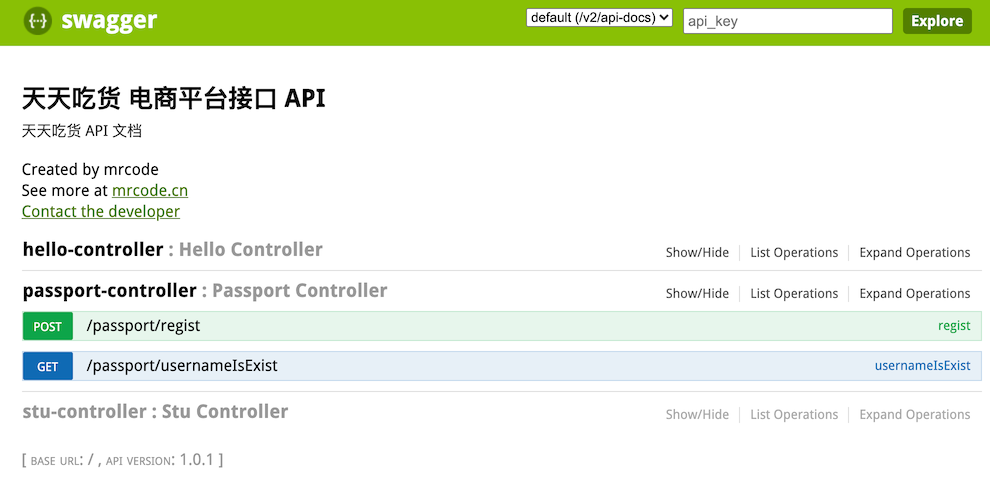 {···} swagger default (/v2/api-docs) api_key Explore
天天吃货 电商平台接口 API
天天吃货 API 文档
Created by mrcode
See more at mrcode.cn
Contact the developer
hello-controller : Hello Controller Show/Hide List Operations Expand Operations
passport-controller : Passport Controller Show/Hide List Operations Expand Operations
POST /passport/regist regist
GET /passport/usernameIsExist usernameIsExist
stu-controller : Stu Controller Show/Hide List Operations Expand Operations
[ BASE URL: / , API VERSION: 1.0.1 ]